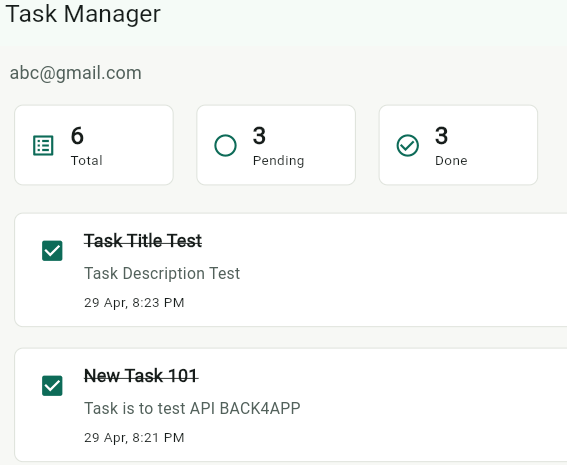 Task Manager
abc@gmail.com
6
Total
3
Pending
3
Done
Task Title Test
Task Description Test
29 Apr, 8:23 PM
New Task 101
Task is to test API BACK4APP
29 Apr, 8:21 PM